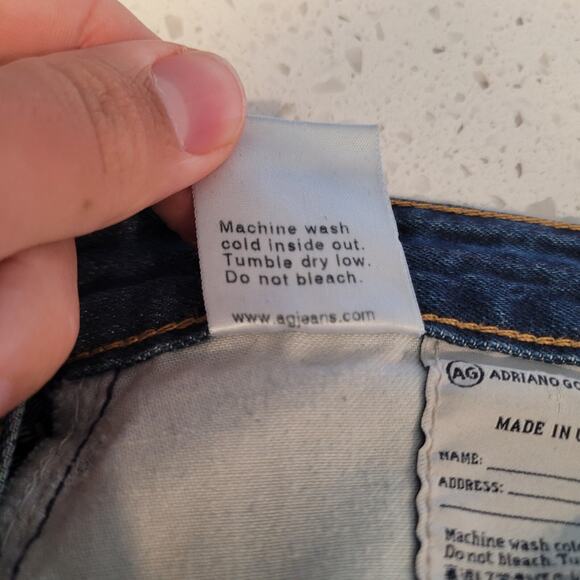 Machine wash
cold inside out.
Tumble dry low.
Do not bleach.
www.agjeans.com
AG ADRIANO GO
MADE IN U
NAME:
ADDRESS:
Machine wash cold
Do not bleach. Tu